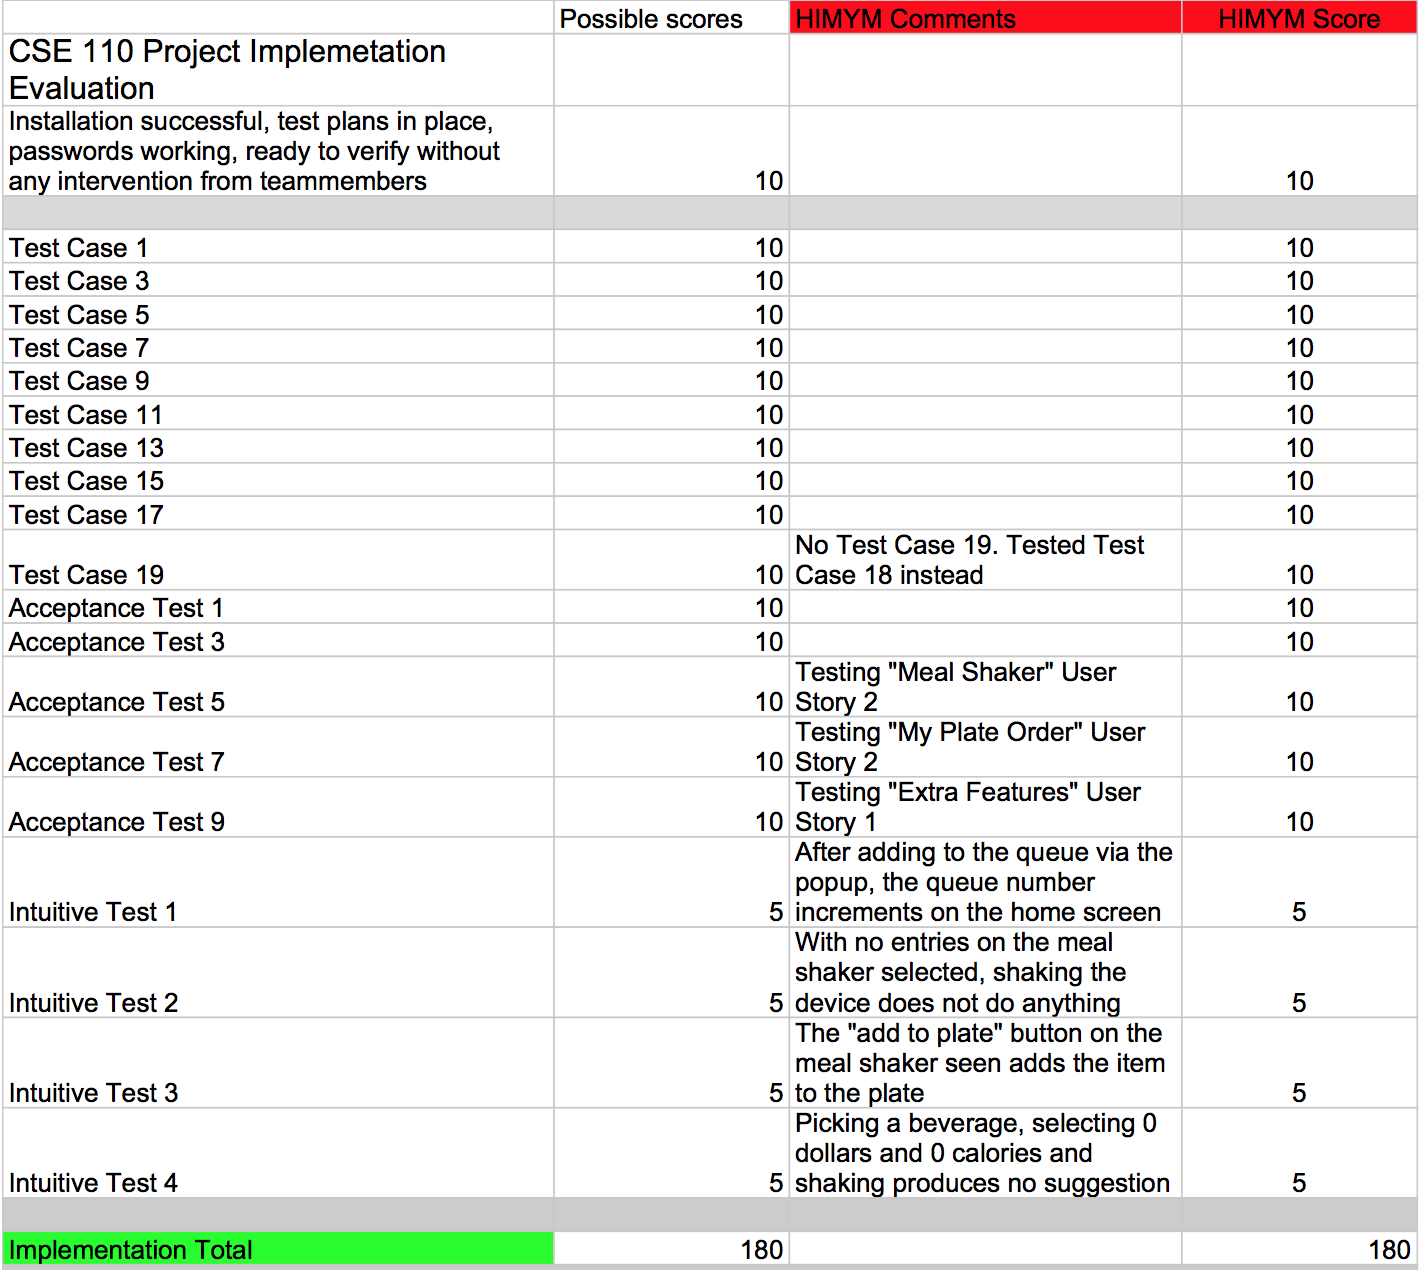 Possible scores HIMYM Comments HIMYM Score
CSE 110 Project Implemetation
Evaluation
Installation successful, test plans in place,
passwords working, ready to verify without
any intervention from teammembers 10 10
Test Case 1 10 10
Test Case 3 10 10
Test Case 5 10 10
Test Case 7 10 10
Test Case 9 10 10
Test Case 11 10 10
Test Case 13 10 10
Test Case 15 10 10
Test Case 17 10 10
No Test Case 19. Tested Test
Test Case 19 10 Case 18 instead 10
Acceptance Test 1 10 10
Acceptance Test 3 10 10
Testing "Meal Shaker" User
Acceptance Test 5 10 Story 2 10
Testing "My Plate Order" User
Acceptance Test 7 10 Story 2 10
Testing "Extra Features" User
Acceptance Test 9 10 Story 1 10
After adding to the queue via the
popup, the queue number
Intuitive Test 1 5 increments on the home screen 5
With no entries on the meal
shaker selected, shaking the
Intuitive Test 2 5 device does not do anything 5
The "add to plate" button on the
meal shaker seen adds the item
Intuitive Test 3 5 to the plate 5
Picking a beverage, selecting 0
dollars and 0 calories and
Intuitive Test 4 5 shaking produces no suggestion 5
Implementation Total 180 180